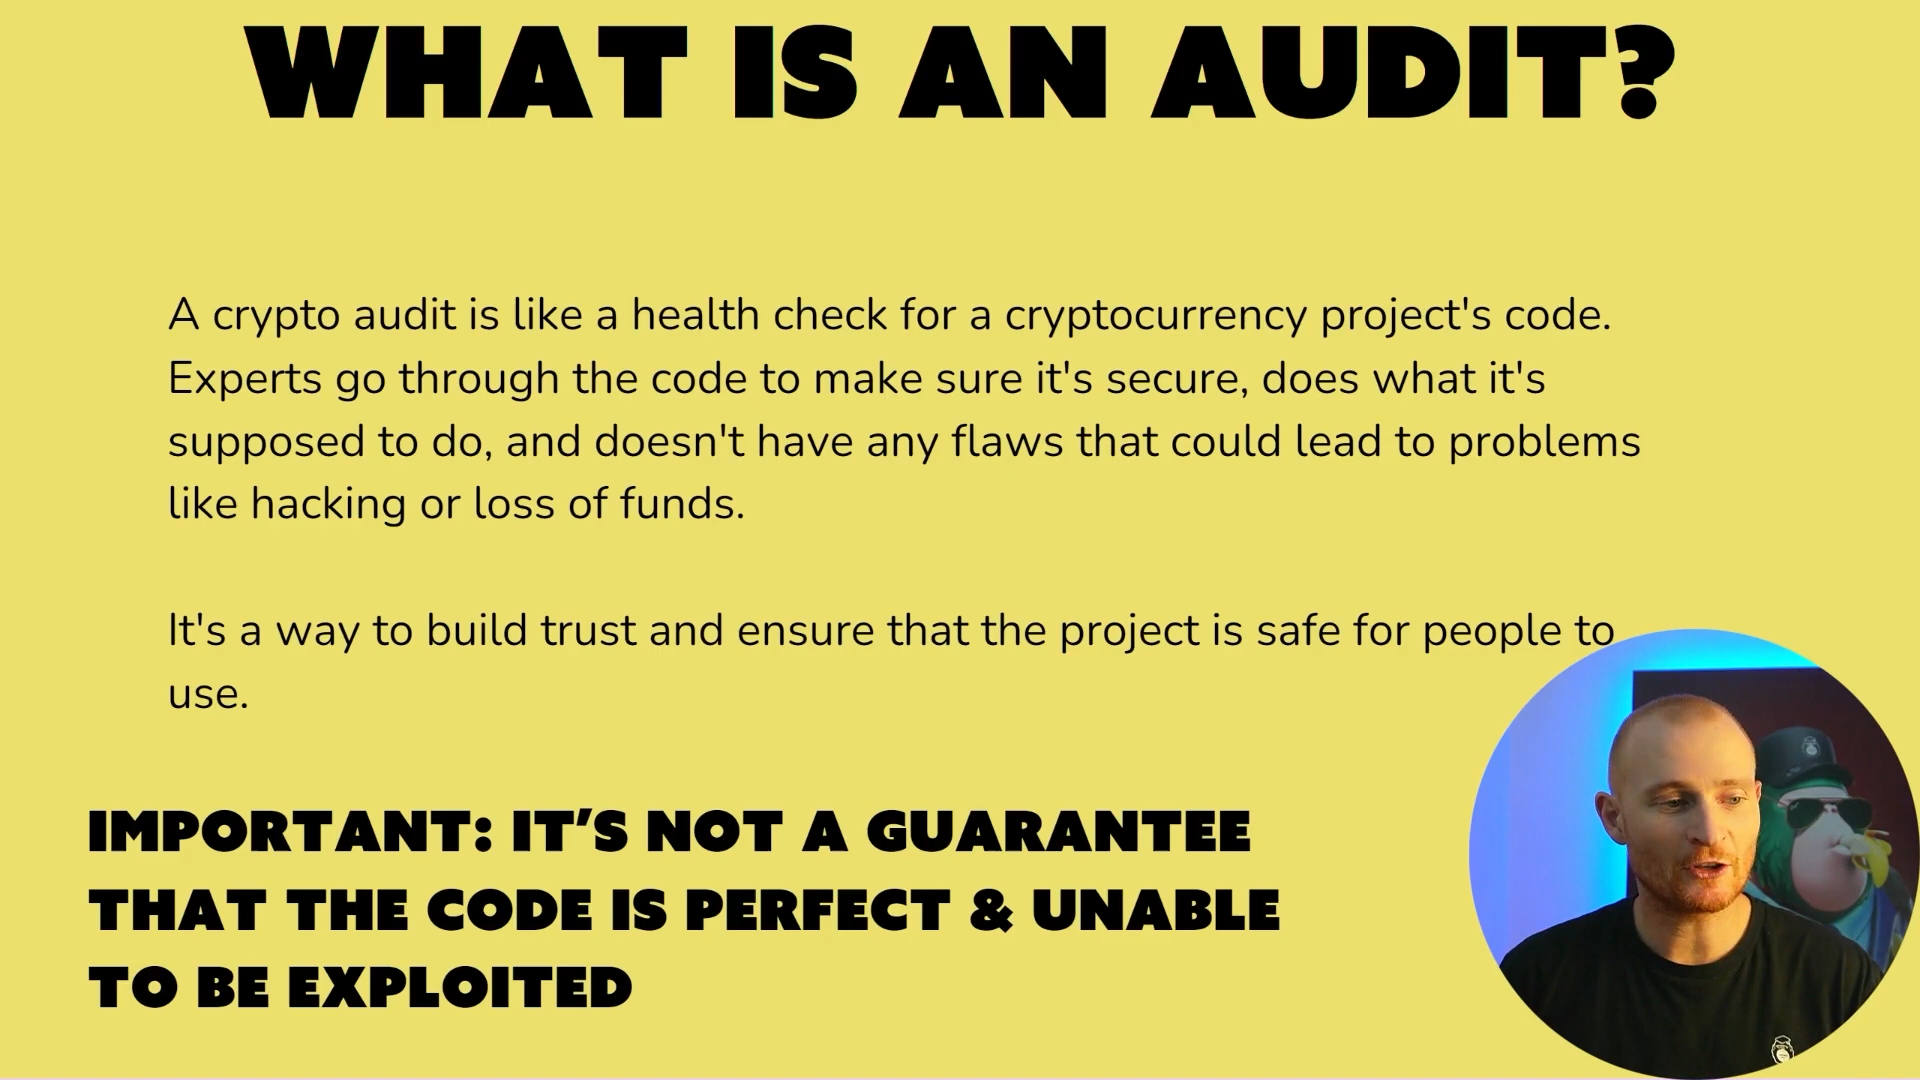 WHAT IS AN AUDIT?
A crypto audit is like a health check for a cryptocurrency project's code.
Experts go through the code to make sure it's secure, does what it's
supposed to do, and doesn't have any flaws that could lead to problems
like hacking or loss of funds.
It's a way to build trust and ensure that the project is safe for people to
use.
IMPORTANT: IT’S NOT A GUARANTEE
THAT THE CODE IS PERFECT & UNABLE
TO BE EXPLOITED